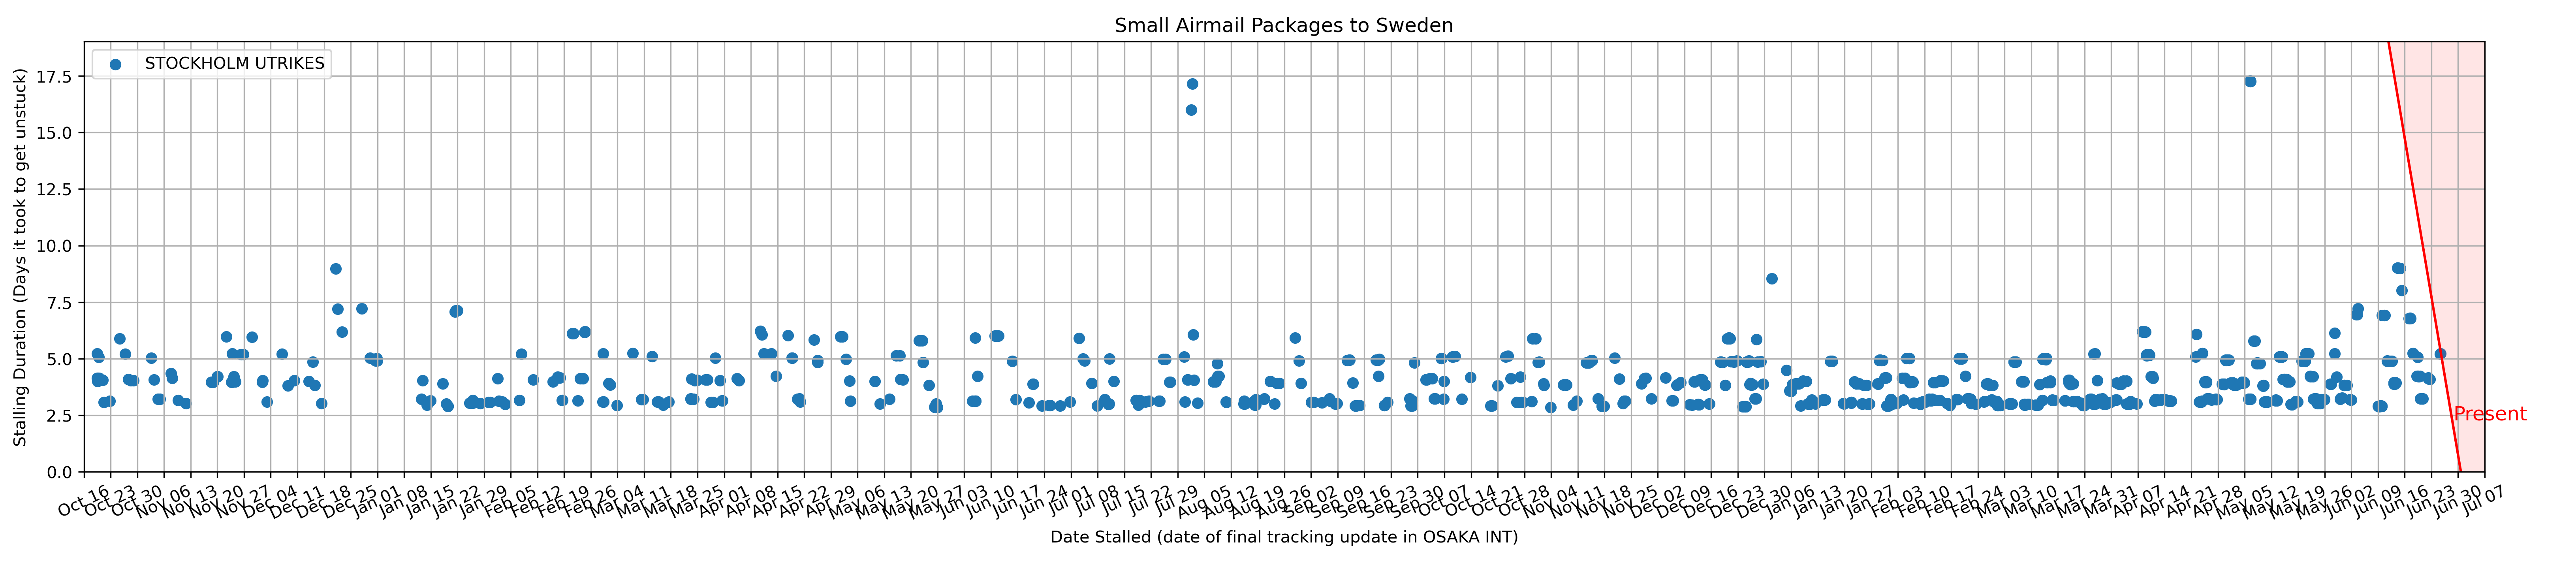 Small Airmail Packages to Sweden
STOCKHOLM UTRIKES
Stalling Duration (Days it took to get unstuck)
17.5
15.0
12.5
10.0
7.5
5.0
2.5
0.0
Present
Oct 16
Oct 23
Oct 30
Nov 06
Nov 13
Nov 20
Nov 27
Dec 04
Dec 11
Dec 18
Dec 25
Jan 01
Jan 08
Jan 15
Jan 22
Jan 29
Feb 05
Feb 12
Feb 19
Feb 26
Mar 04
Mar 11
Mar 18
Mar 25
Apr 01
Apr 08
Apr 15
Apr 22
Apr 29
May 06
May 13
May 20
May 27
Jun 03
Jun 10
Jun 17
Jun 24
Jul 01
Jul 08
Jul 15
Jul 22
Jul 29
Aug 05
Aug 12
Aug 19
Aug 26
Sep 02
Sep 09
Sep 16
Sep 23
Sep 30
Oct 07
Oct 14
Oct 21
Oct 28
Nov 04
Nov 11
Nov 18
Nov 25
Dec 02
Dec 09
Dec 16
Dec 23
Dec 30
Jan 06
Jan 13
Jan 20
Jan 27
Feb 03
Feb 10
Feb 17
Feb 24
Mar 03
Mar 10
Mar 17
Mar 24
Mar 31
Apr 07
Apr 14
Apr 21
Apr 28
May 05
May 12
May 19
May 26
Jun 02
Jun 09
Jun 16
Jun 23
Jun 30
Jul 07
Date Stalled (date of final tracking update in OSAKA INT)